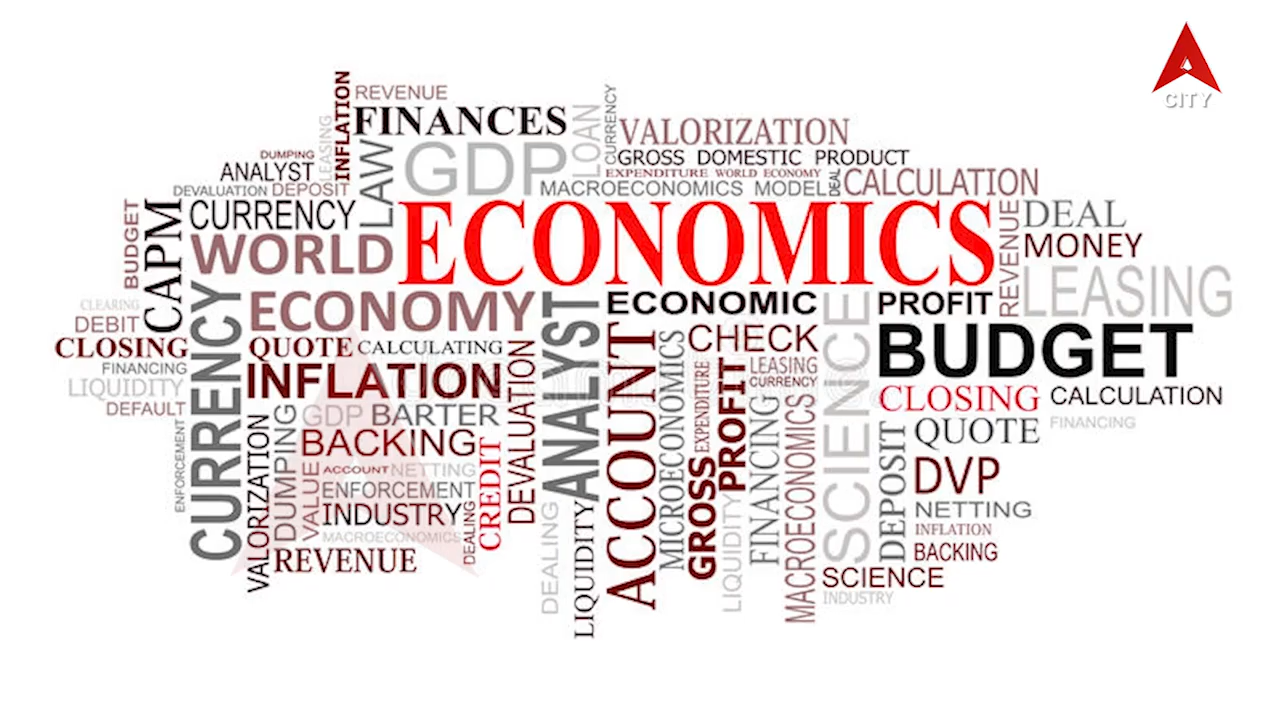 CITY
REVENUE
INFLATION
LEASING
FINANCES
LOAN
CURRENCY
VALORIZATION
DUMPING
ANALYST
LAW
GDP
GROSS DOMESTIC PRODUCT
EXPENDITURE WORLD ECONOMY
DEVALUATION DEPOSIT
MACROECONOMICS MODEL
DEAL
CALCULATION
BUDGET
CAPM
CURRENCY
WORLD
ECONOMICS
REVENUE
DEAL
MONEY
LEASING
CLEARING
DEBIT
CLOSING
FINANCING
LIQUIDITY
DEFAULT
ENFORCEMENT
CURRENCY
ECONOMY
ANALYST
ECONOMIC
SCIENCE
PROFIT
BUDGET
QUOTE CALCULATING
ACCOUNT
MICROECONOMICS
CHECK
INFLATION
DEVALUATION
EXPENDITURE
PROFIT
LEASING
CURRENCY
CLOSING
CALCULATION
VALORIZATION
DUMPING
GDP BARTER
FINANCING
MACROECONOMICS
QUOTE
FINANCING
BACKING
CREDIT
GROSS
DEPOSIT
DVP
VALUE
ACCOUNT NETTING
ENFORCEMENT
INDUSTRY
DEALING
MACROECONOMICS
REVENUE
DEALING
LIQUIDITY
LIQUIDITY
NETTING
INFLATION
BACKING
SCIENCE
INDUSTRY